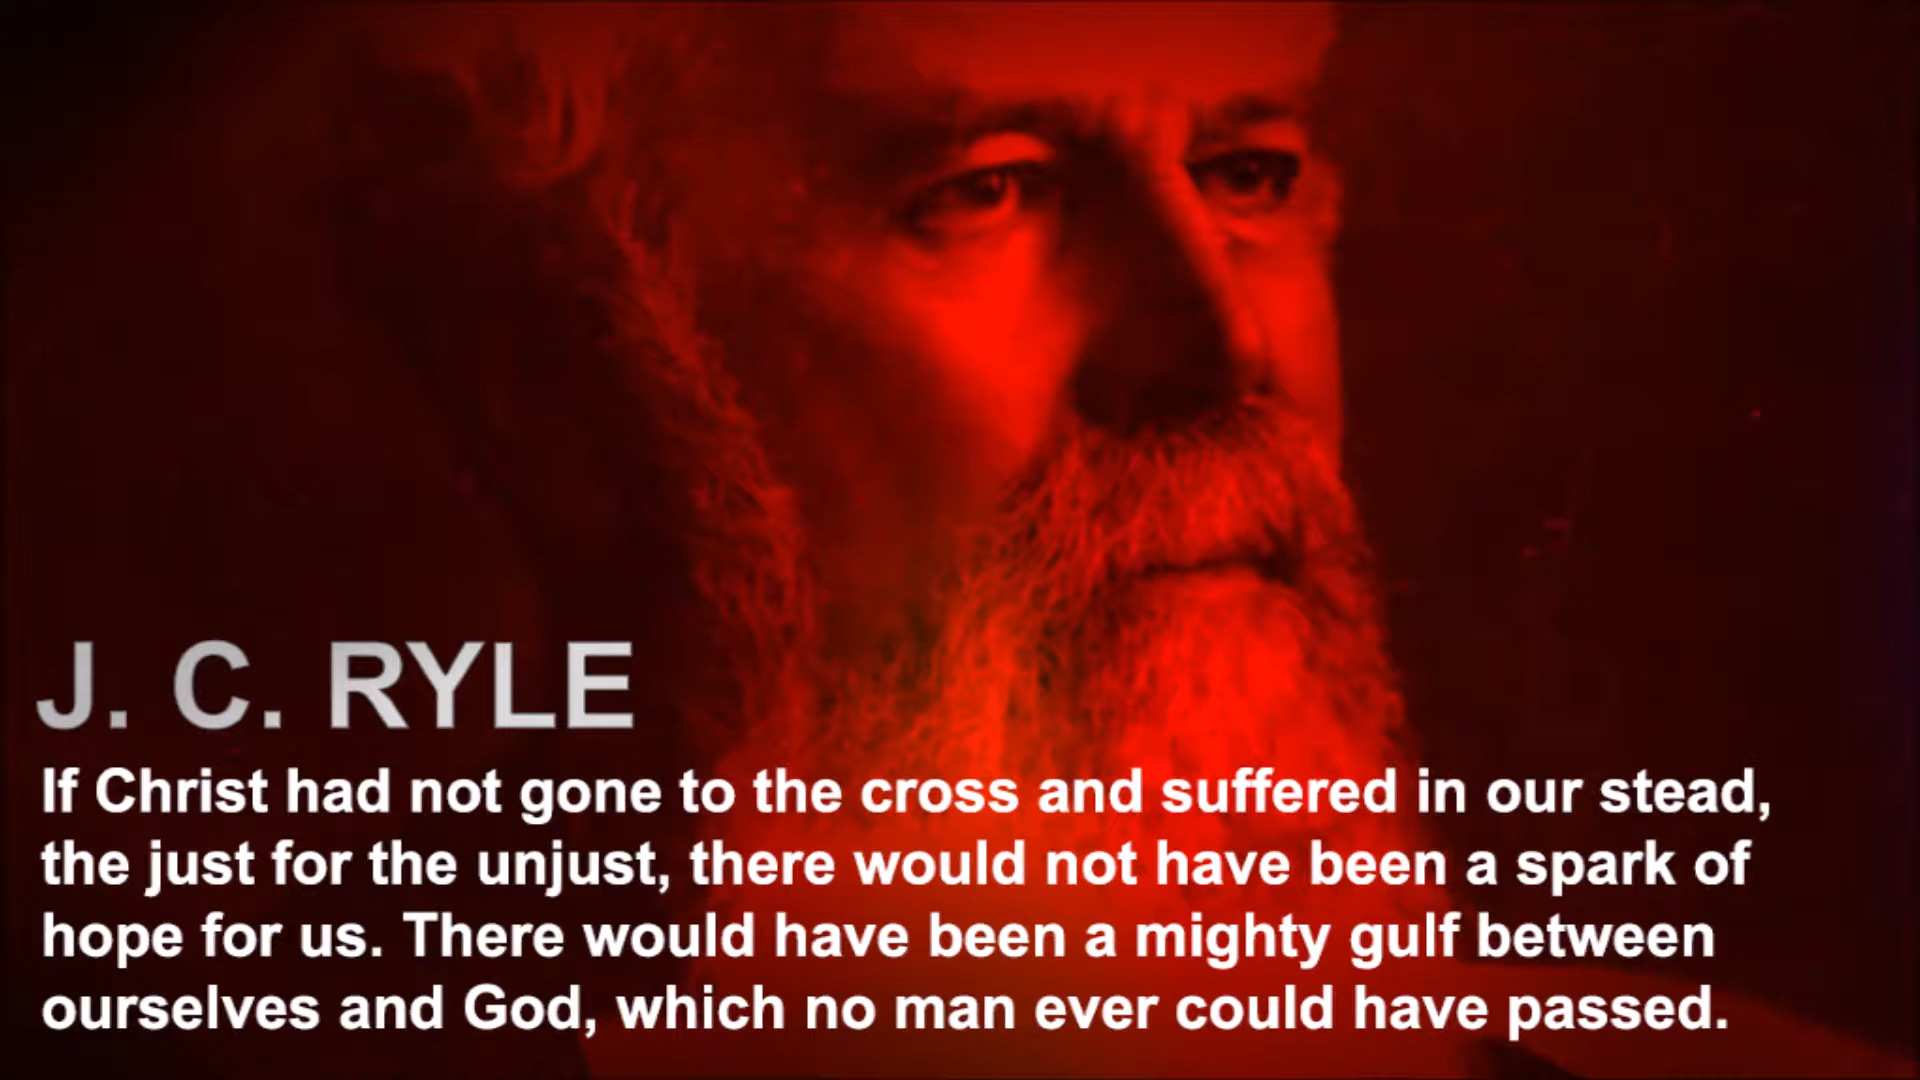 J. C. RYLE
If Christ had not gone to the cross and suffered in our stead,
the just for the unjust, there would not have been a spark of
hope for us. There would have been a mighty gulf between
ourselves and God, which no man ever could have passed.